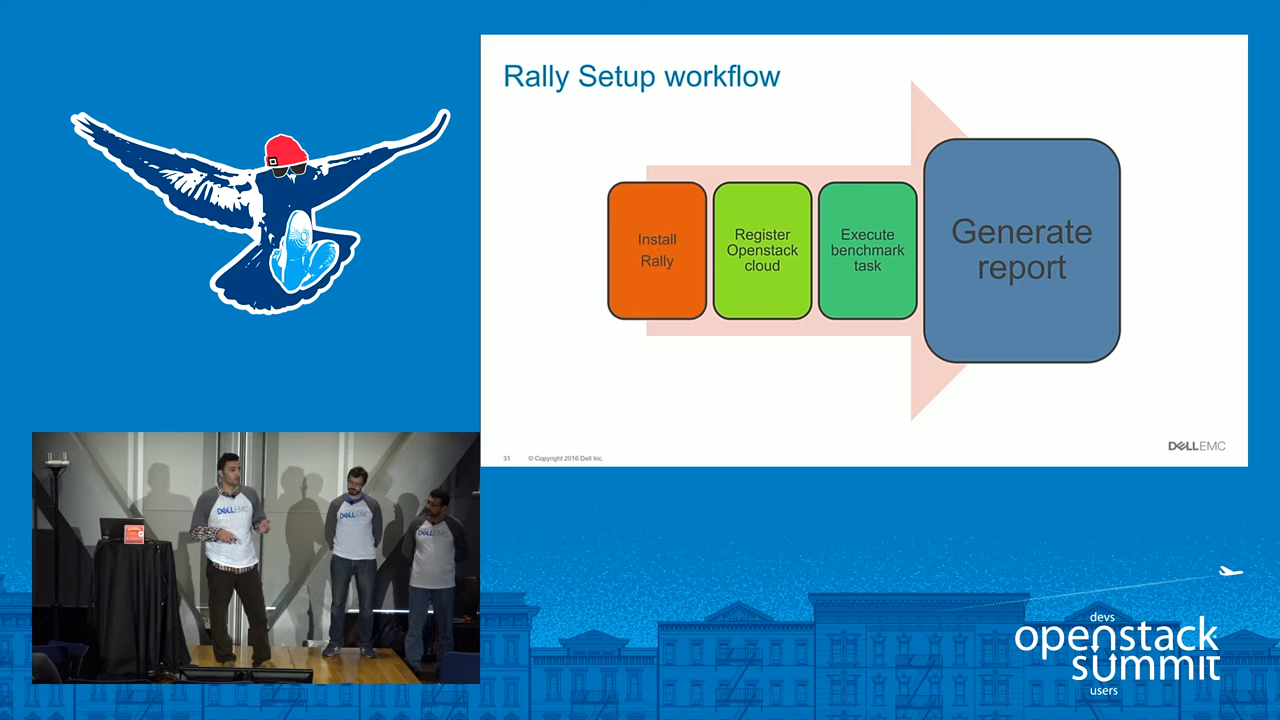 Rally Setup workflow
Install
Rally
Register
Openstack
cloud
Execute
benchmark
task
Generate
report
31 © Copyright 2016 Dell Inc.
DELLEMC
DELLEMC
DELLEMC
DELLEMC
devs
openstack
summit
users